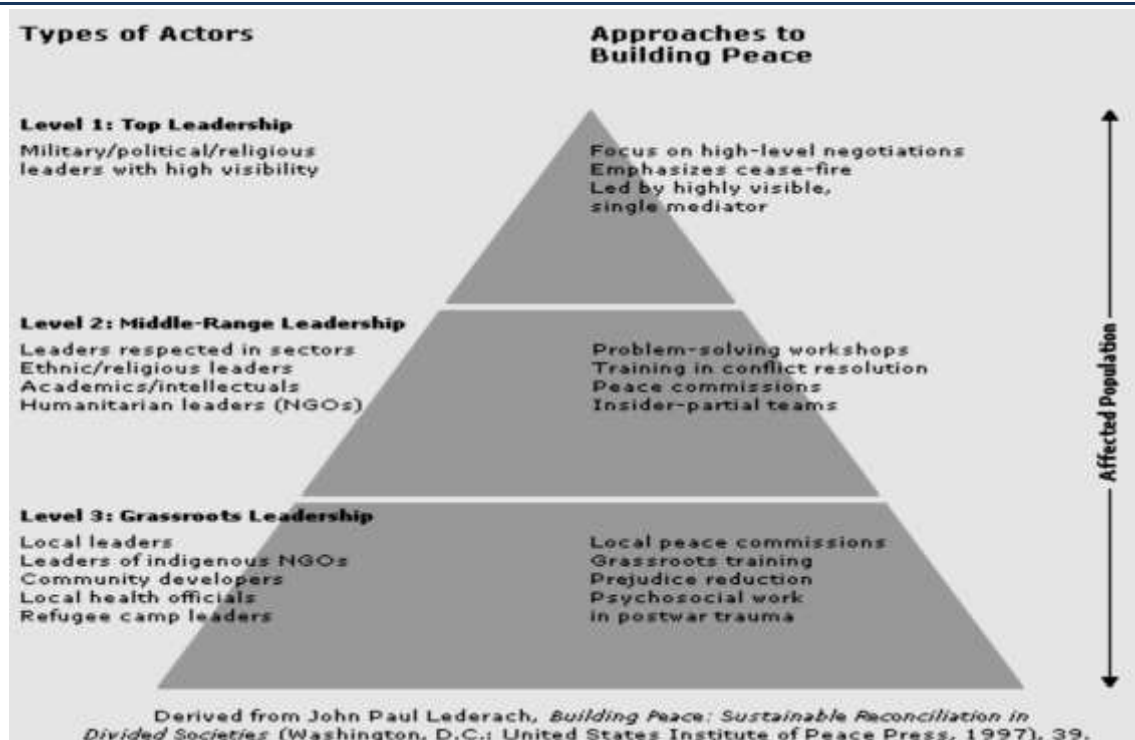 Types of Actors
Approaches to
Building Peace
Level 1: Top Leadership
Military/political/religious
leaders with high visibility
Focus on high-level negotiations
Emphasizes cease-fire
Led by highly visible,
single mediator
Level 2: Middle-Range Leadership
Leaders respected in sectors
Ethnic/religious leaders
Academics/intellectuals
Humanitarian leaders (NGOs)
Problem-solving workshops
Training in conflict resolution
Peace commissions
Insider-partial teams
Level 3: Grassroots Leadership
Local leaders
Leaders of indigenous NGOs
Community developers
Local health officials
Refugee camp leaders
Local peace commissions
Grassroots training
Prejudice reduction
Psychosocial work
in postwar trauma
Affected Population
Derived from John Paul Lederach, Building Peace: Sustainable Reconciliation in
Divided Societies (Washington, D.C.: United States Institute of Peace Press, 1997), 39.